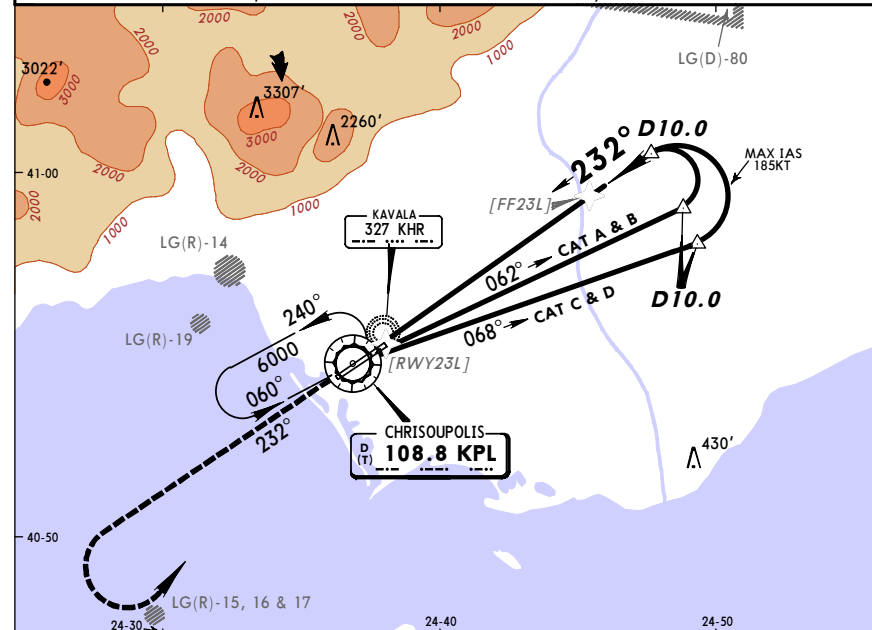 2000
2000
2000
1000
LG(D)-80
3022'
3000
3307'
3000
2260'
2000
2000
2000
1000
1000
41-00
232°
D10.0
MAX IAS
185KT
[FF23L]
KAVALA
327 KHR
LG(R)-14
062° CAT A & B
D10.0
068° CAT C & D
LG(R)-19
240°
6000
060°
[RWY23L]
232°
CHRISOUPOLIS
D
(T) 108.8 KPL
430'
40-50
LG(R)-15, 16 & 17
24-30
24-40
24-50